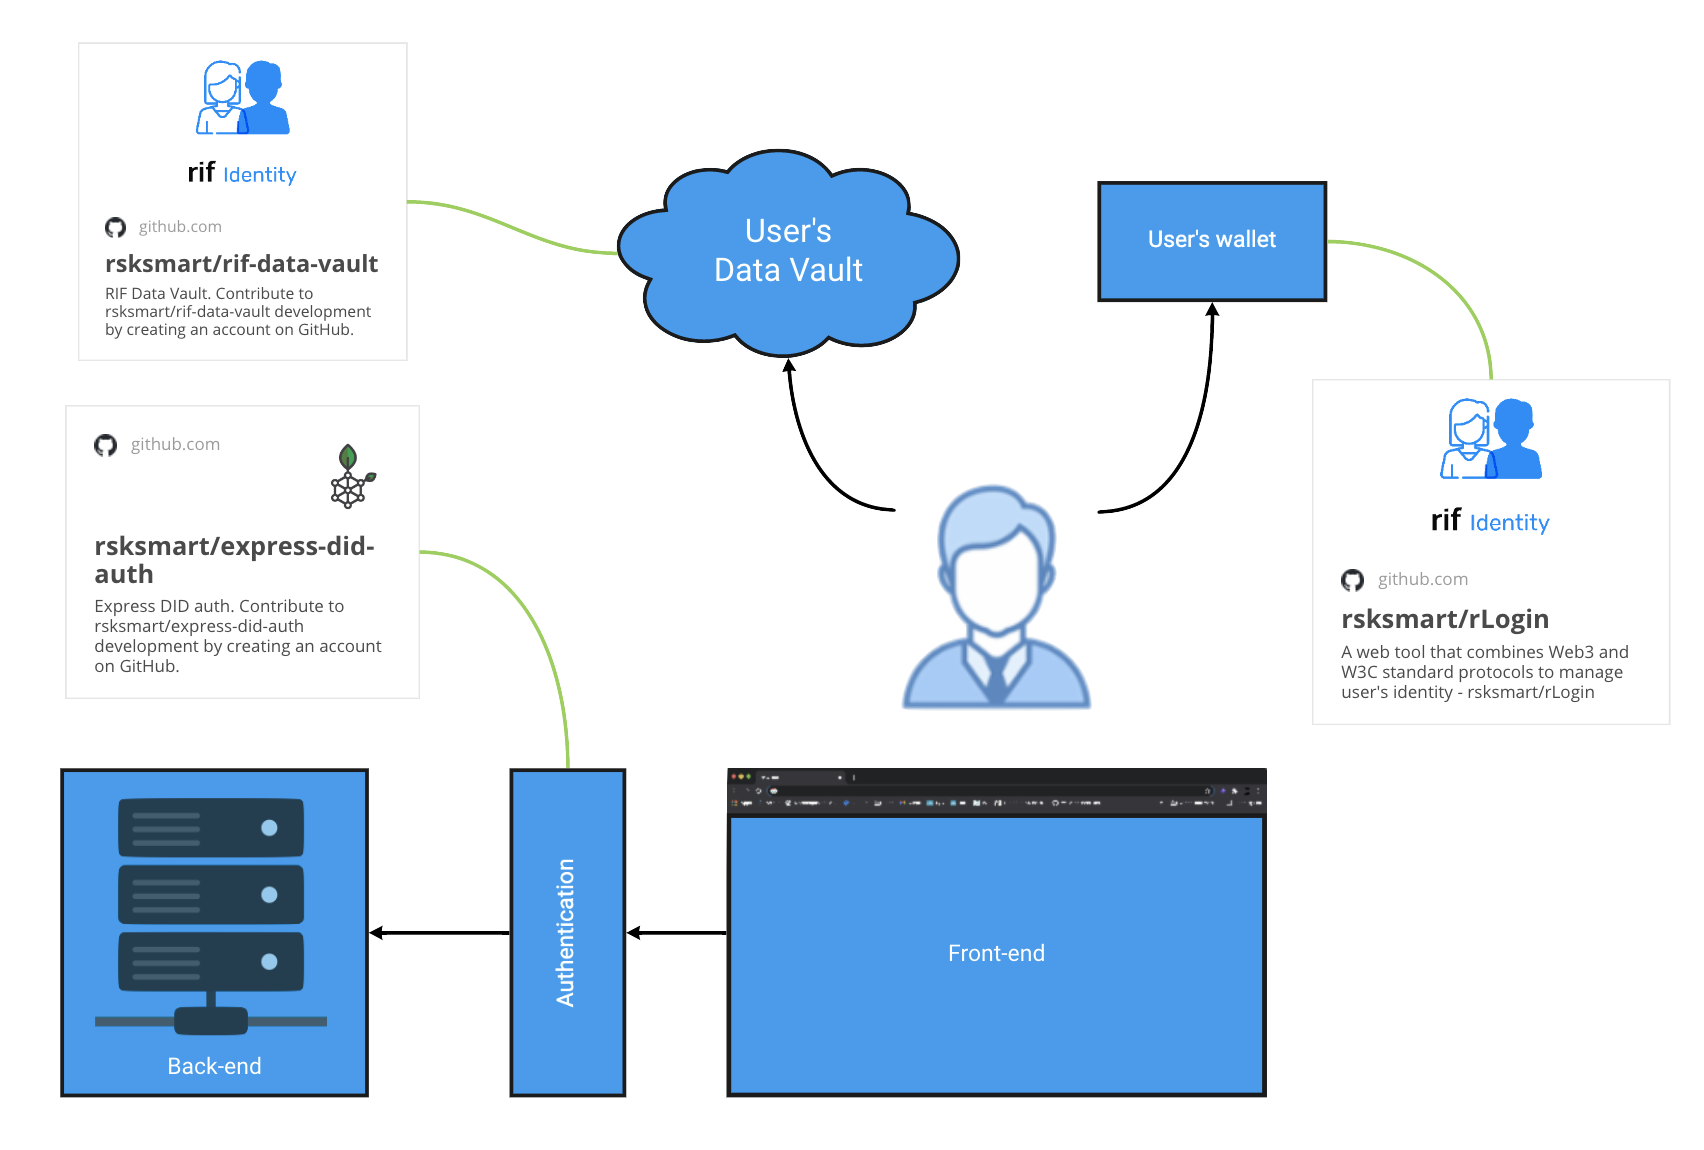 rif Identity
github.com
rsksmart/rif-data-vault
RIF Data Vault. Contribute to
rsksmart/rif-data-vault development
by creating an account on GitHub.
User's
Data Vault
User's wallet
github.com
rsksmart/express-did-
auth
Express DID auth. Contribute to
rsksmart/express-did-auth
development by creating an account
on GitHub.
rif Identity
github.com
rsksmart/rLogin
A web tool that combines Web3 and
W3C standard protocols to manage
user's identity - rsksmart/rLogin
Back-end
Authentication
Front-end